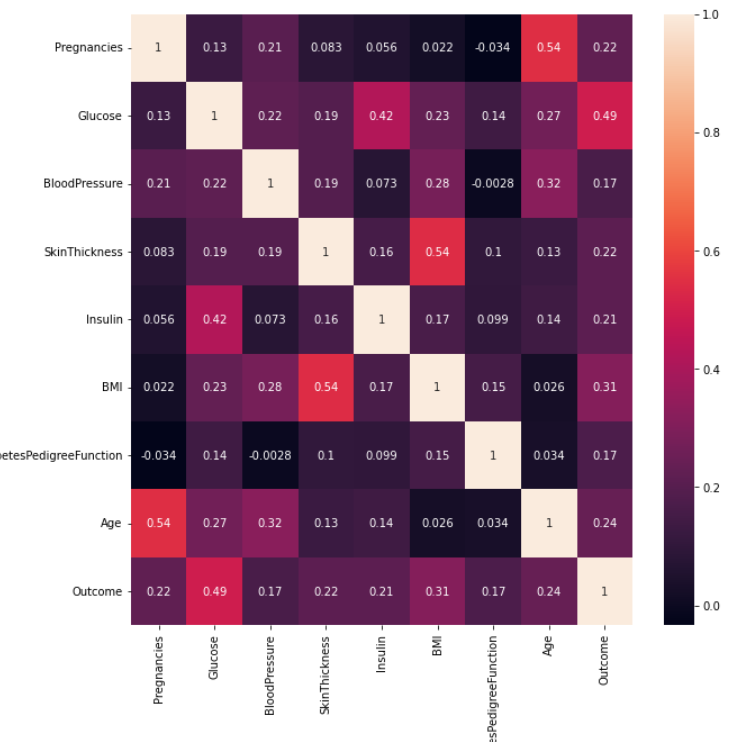 Pregnancies 1 0.13 0.21 0.083 0.056 0.022 -0.034 0.54 0.22
Glucose 0.13 1 0.22 0.19 0.42 0.23 0.14 0.27 0.49
BloodPressure 0.21 0.22 1 0.19 0.073 0.28 -0.0028 0.32 0.17
SkinThickness 0.083 0.19 0.19 1 0.16 0.54 0.1 0.13 0.22
Insulin 0.056 0.42 0.073 0.16 1 0.17 0.099 0.14 0.21
BMI 0.022 0.23 0.28 0.54 0.17 1 0.15 0.026 0.31
etesPedigreeFunction -0.034 0.14 -0.0028 0.1 0.099 0.15 1 0.034 0.17
Age 0.54 0.27 0.32 0.13 0.14 0.026 0.034 1 0.24
Outcome 0.22 0.49 0.17 0.22 0.21 0.31 0.17 0.24 1
Pregnancies
Glucose
BloodPressure
SkinThickness
Insulin
BMI
esPedigreeFunction
Age
Outcome
1.0
0.8
0.6
0.4
0.2
0.0